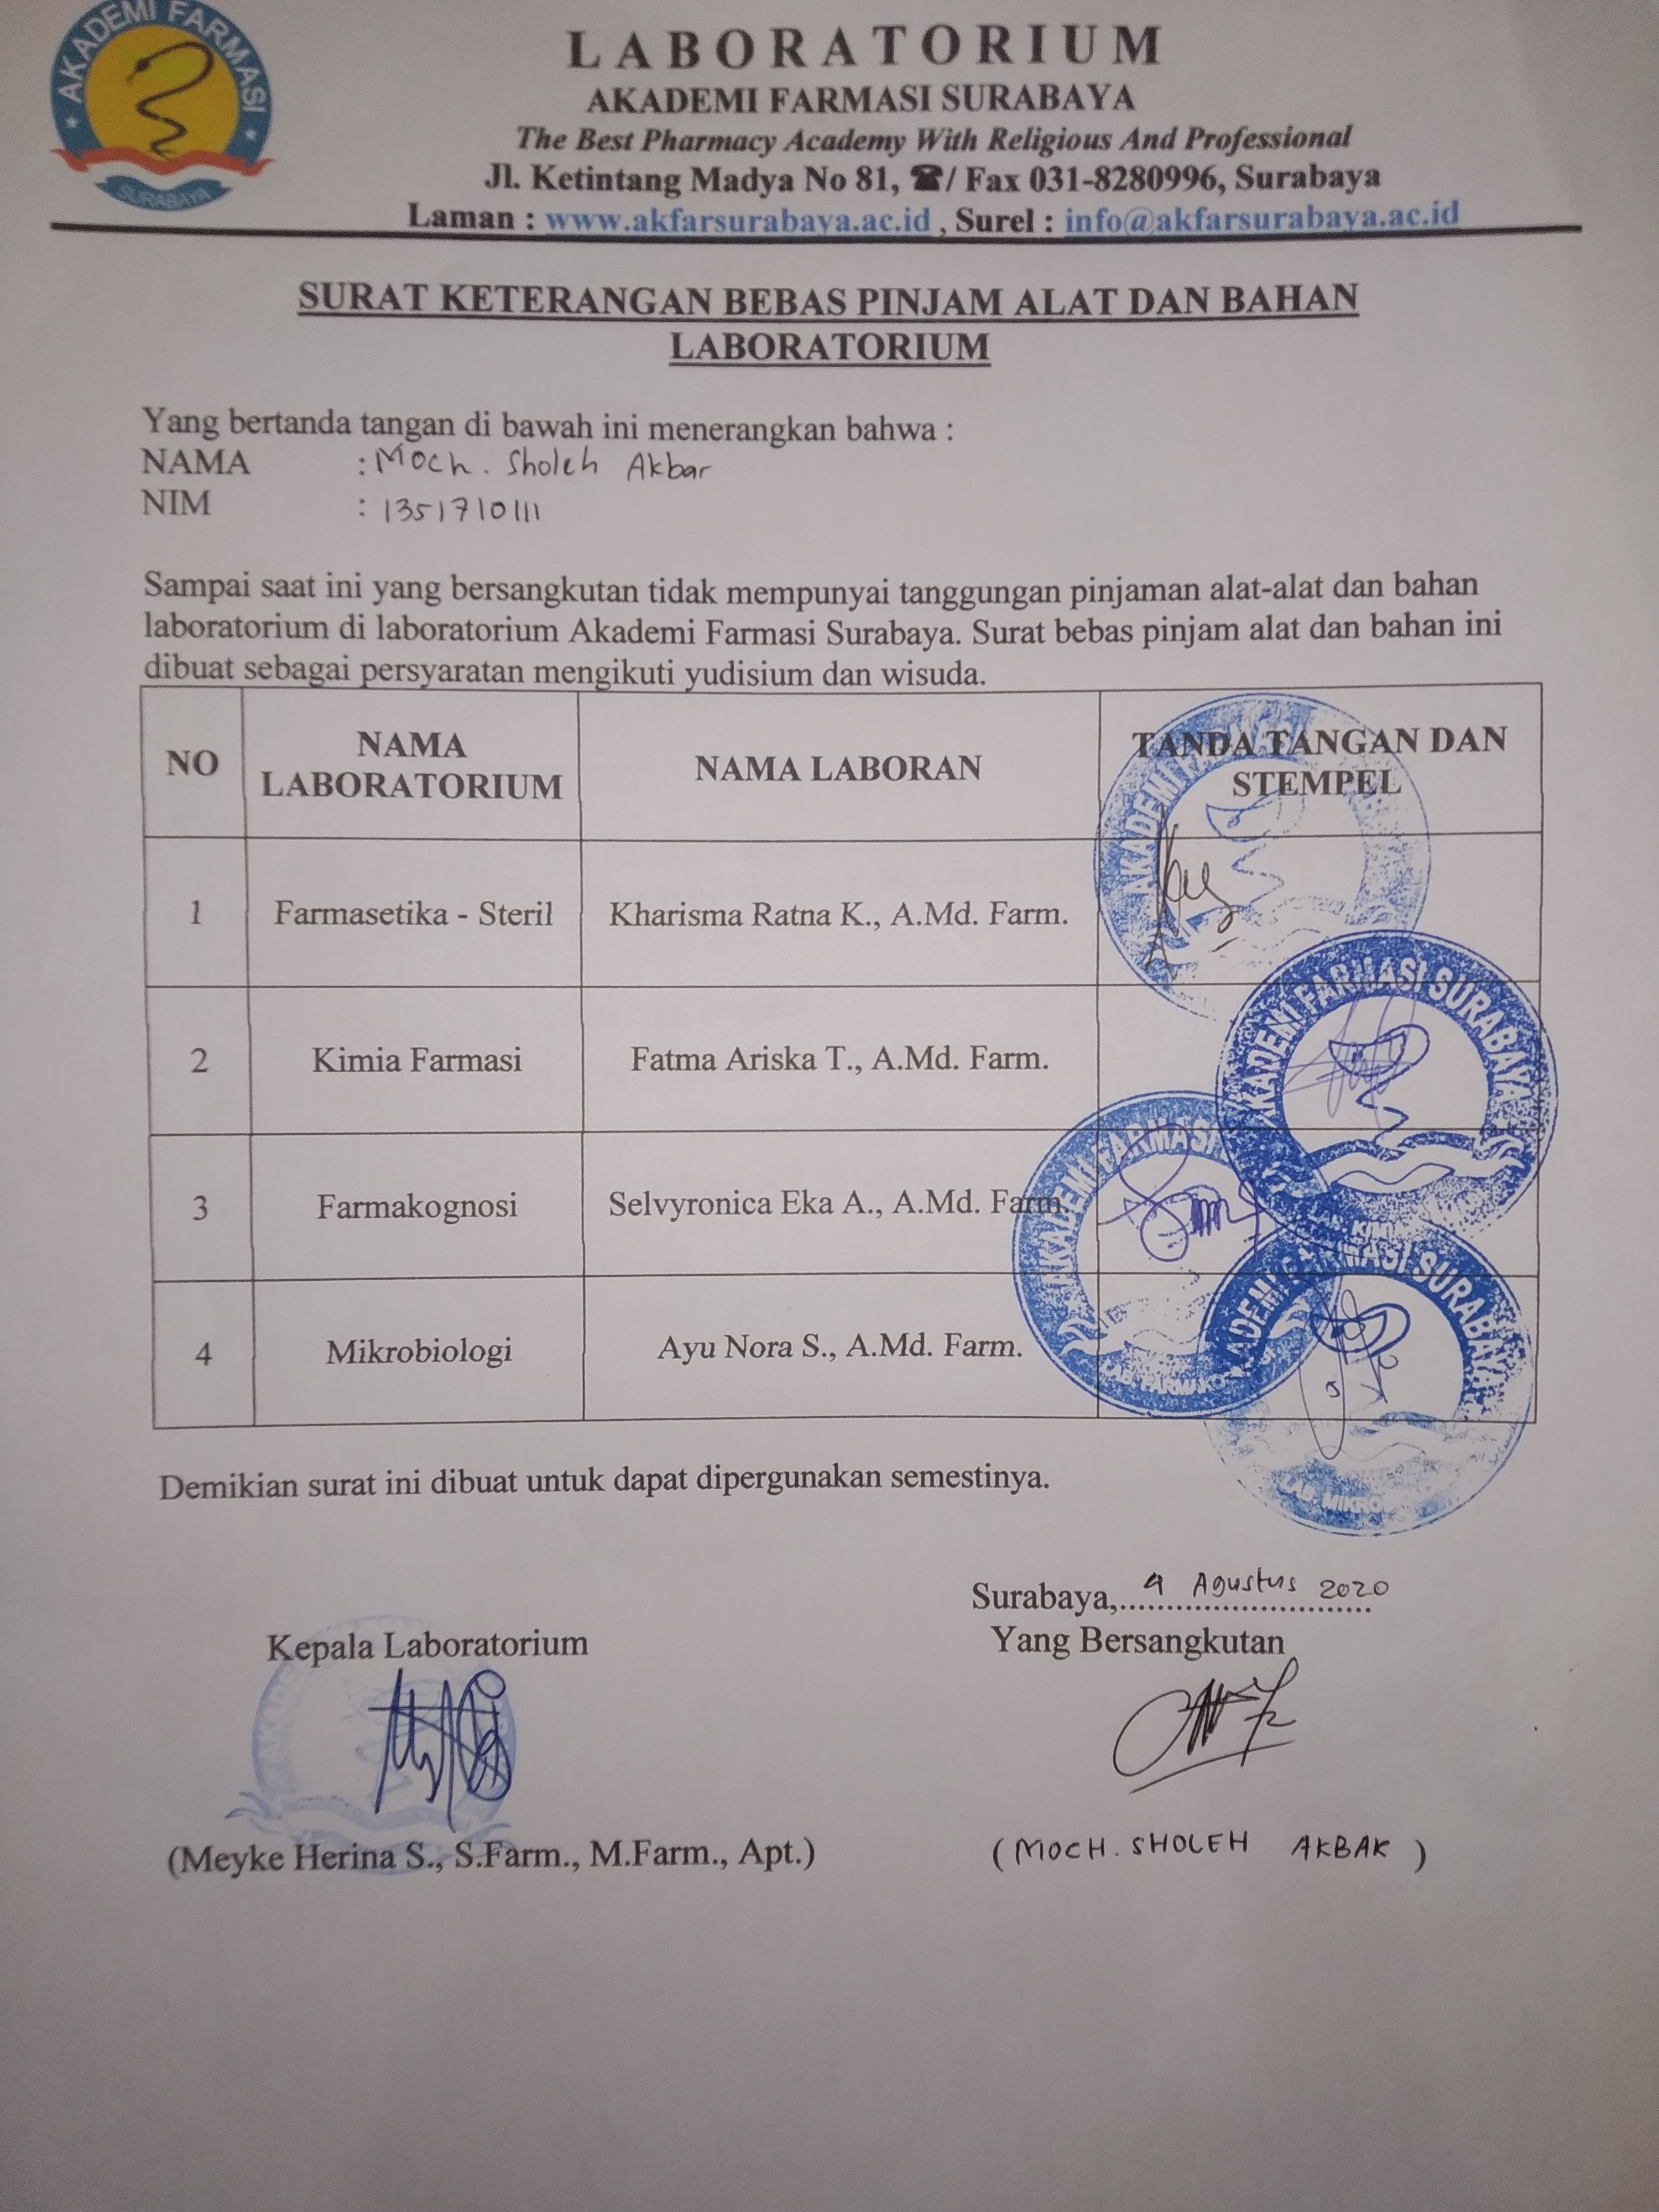 AKADEMI FARMASI
SURABAYA
LABORATORIUM
AKADEMI FARMASI SURABAYA
The Best Pharmacy Academy With Religious And Professional
Jl. Ketintang Madya No 81, ☎/ Fax 031-8280996, Surabaya
Laman : www.akfarsurabaya.ac.id , Surel : info@akfarsurabaya.ac.id
SURAT KETERANGAN BEBAS PINJAM ALAT DAN BAHAN
LABORATORIUM
Yang bertanda tangan di bawah ini menerangkan bahwa :
NAMA : Moch. Sholeh Akbar
NIM : 1351710111
Sampai saat ini yang bersangkutan tidak mempunyai tanggungan pinjaman alat-alat dan bahan
laboratorium di laboratorium Akademi Farmasi Surabaya. Surat bebas pinjam alat dan bahan ini
dibuat sebagai persyaratan mengikuti yudisium dan wisuda.
NO NAMA LABORATORIUM NAMA LABORAN TANDA TANGAN DAN STEMPEL
1 Farmasetika - Steril Kharisma Ratna K., A.Md. Farm.
AKADEMI FARMASI
2 Kimia Farmasi Fatma Ariska T., A.Md. Farm.
AKADEMI FARMASI SURABAYA
3 Farmakognosi Selvyronica Eka A., A.Md. Farm.
AKADEMI FARMASI
4 Mikrobiologi Ayu Nora S., A.Md. Farm.
SURABAYA
LAB. MIKRO
Demikian surat ini dibuat untuk dapat dipergunakan semestinya.
Surabaya, 4 Agustus 2020
Kepala Laboratorium Yang Bersangkutan
(Meyke Herina S., S.Farm., M.Farm., Apt.) (MOCH. SHOLEH AKBAR)